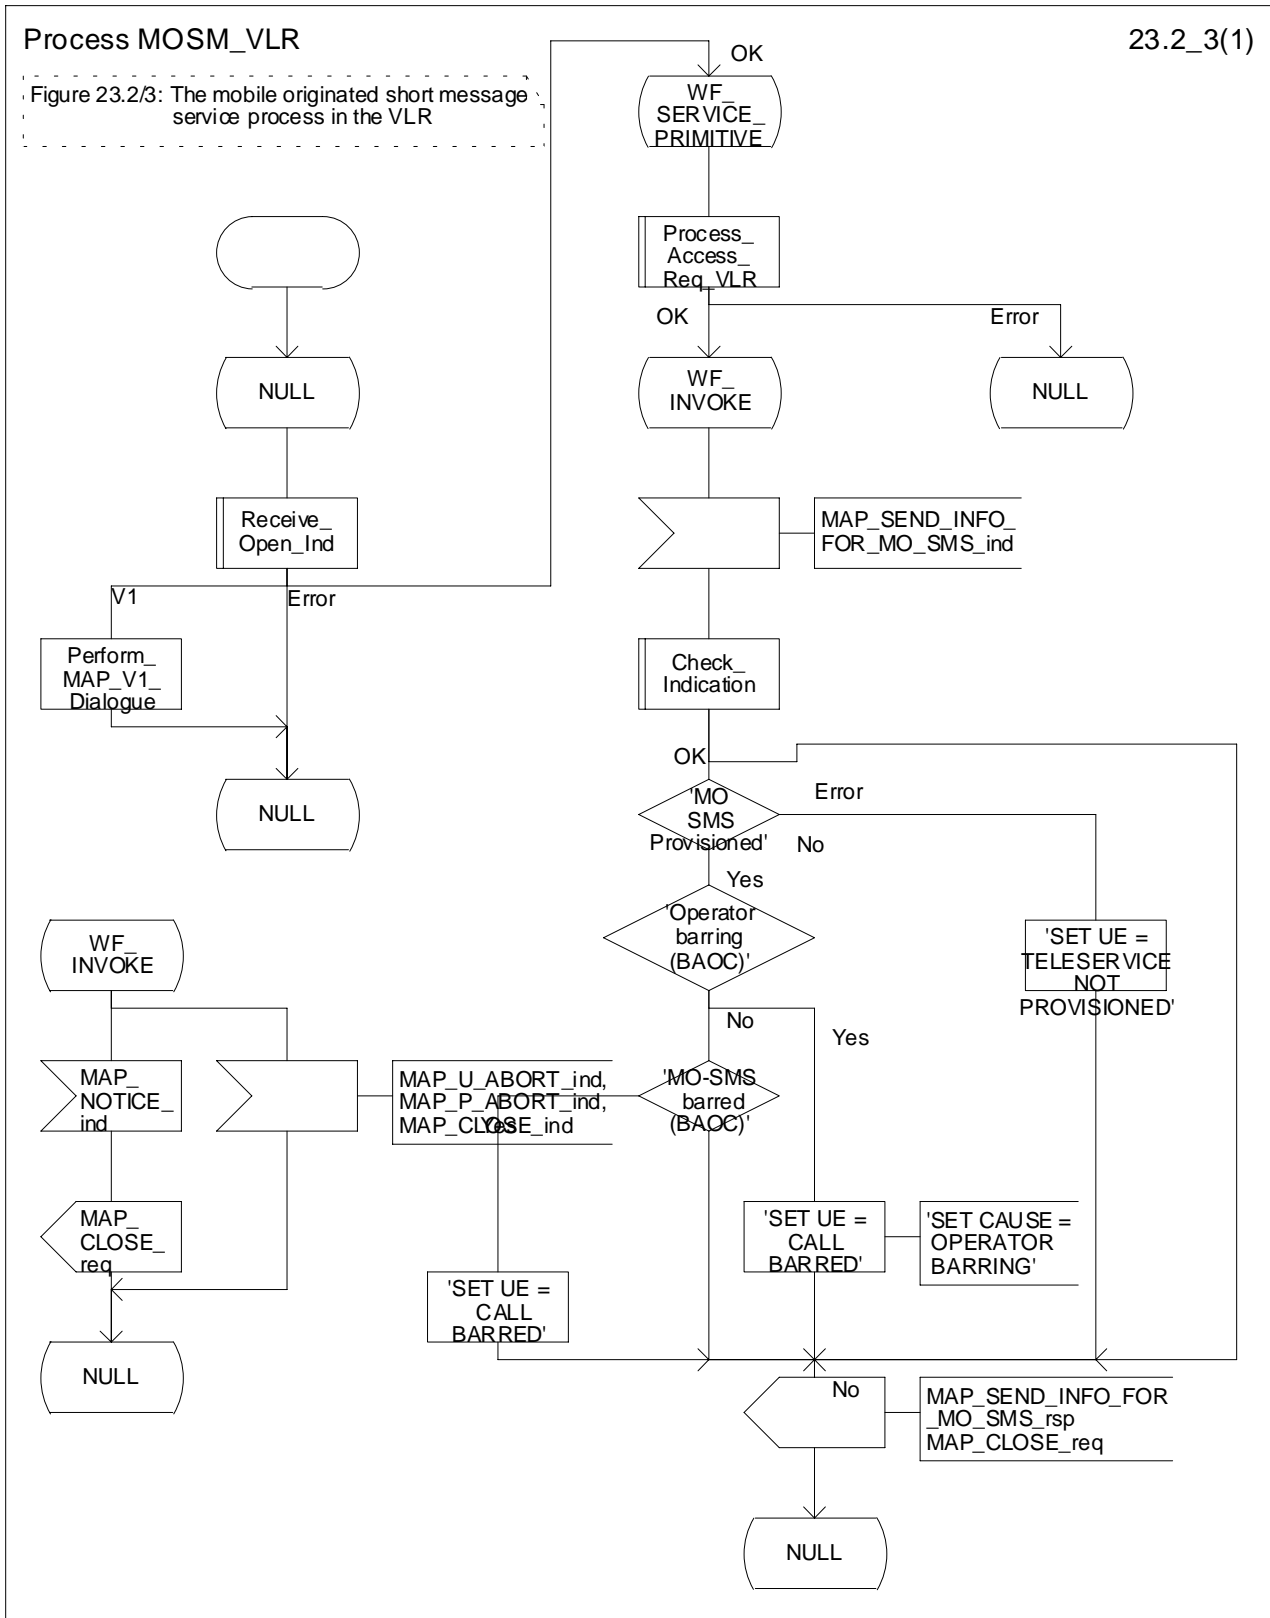 Process MOSM_VLR
23.2_3(1)
Figure 23.2/3: The mobile originated short message
service process in the VLR
OK
WF_
SERVICE_
PRIMITIVE
Process_
Access_
Req_VLR
OK
Error
NULL
WF_
INVOKE
NULL
Receive_
Open_Ind
MAP_SEND_INFO_
FOR_MO_SMS_ind
V1
Error
Perform_
MAP_V1_
Dialogue
Check_
Indication
OK
NULL
'MO
SMS
Provisioned'
Error
No
Yes
'Operator
barring
(BAOC)'
WF_
INVOKE
'SET UE =
TELESERVICE
NOT
PROVISIONED'
No
Yes
MAP_
NOTICE_
ind
MAP_U_ABORT_ind,
MAP_P_ABORT_ind,
MAP_CLOSE_ind
Yes
'MO-SMS
barred
(BAOC)'
MAP_
CLOSE_
req
'SET UE =
CALL
BARRED'
'SET CAUSE =
OPERATOR
BARRING'
'SET UE =
CALL
BARRED'
NULL
No
MAP_SEND_INFO_FOR
_MO_SMS_rsp
MAP_CLOSE_req
NULL